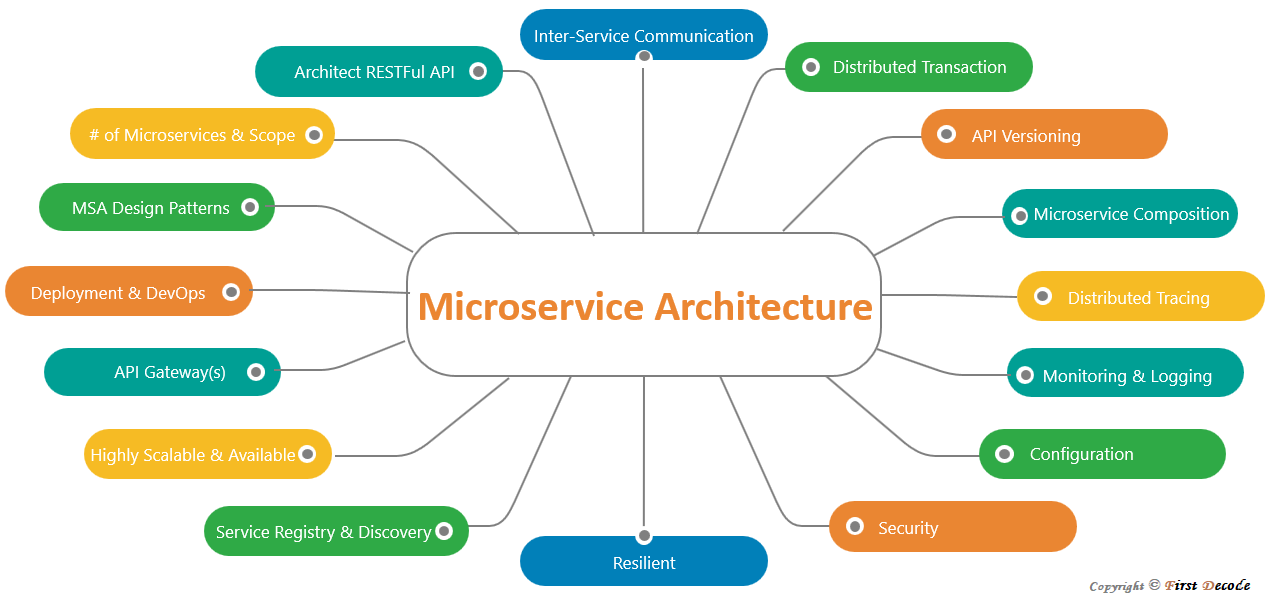 Inter-Service Communication
Architect RESTFul API
Distributed Transaction
# of Microservices & Scope
API Versioning
MSA Design Patterns
Microservice Composition
Deployment & DevOps
Microservice Architecture
Distributed Tracing
API Gateway(s)
Monitoring & Logging
Highly Scalable & Available
Configuration
Service Registry & Discovery
Security
Resilient
Copyright © First Decode